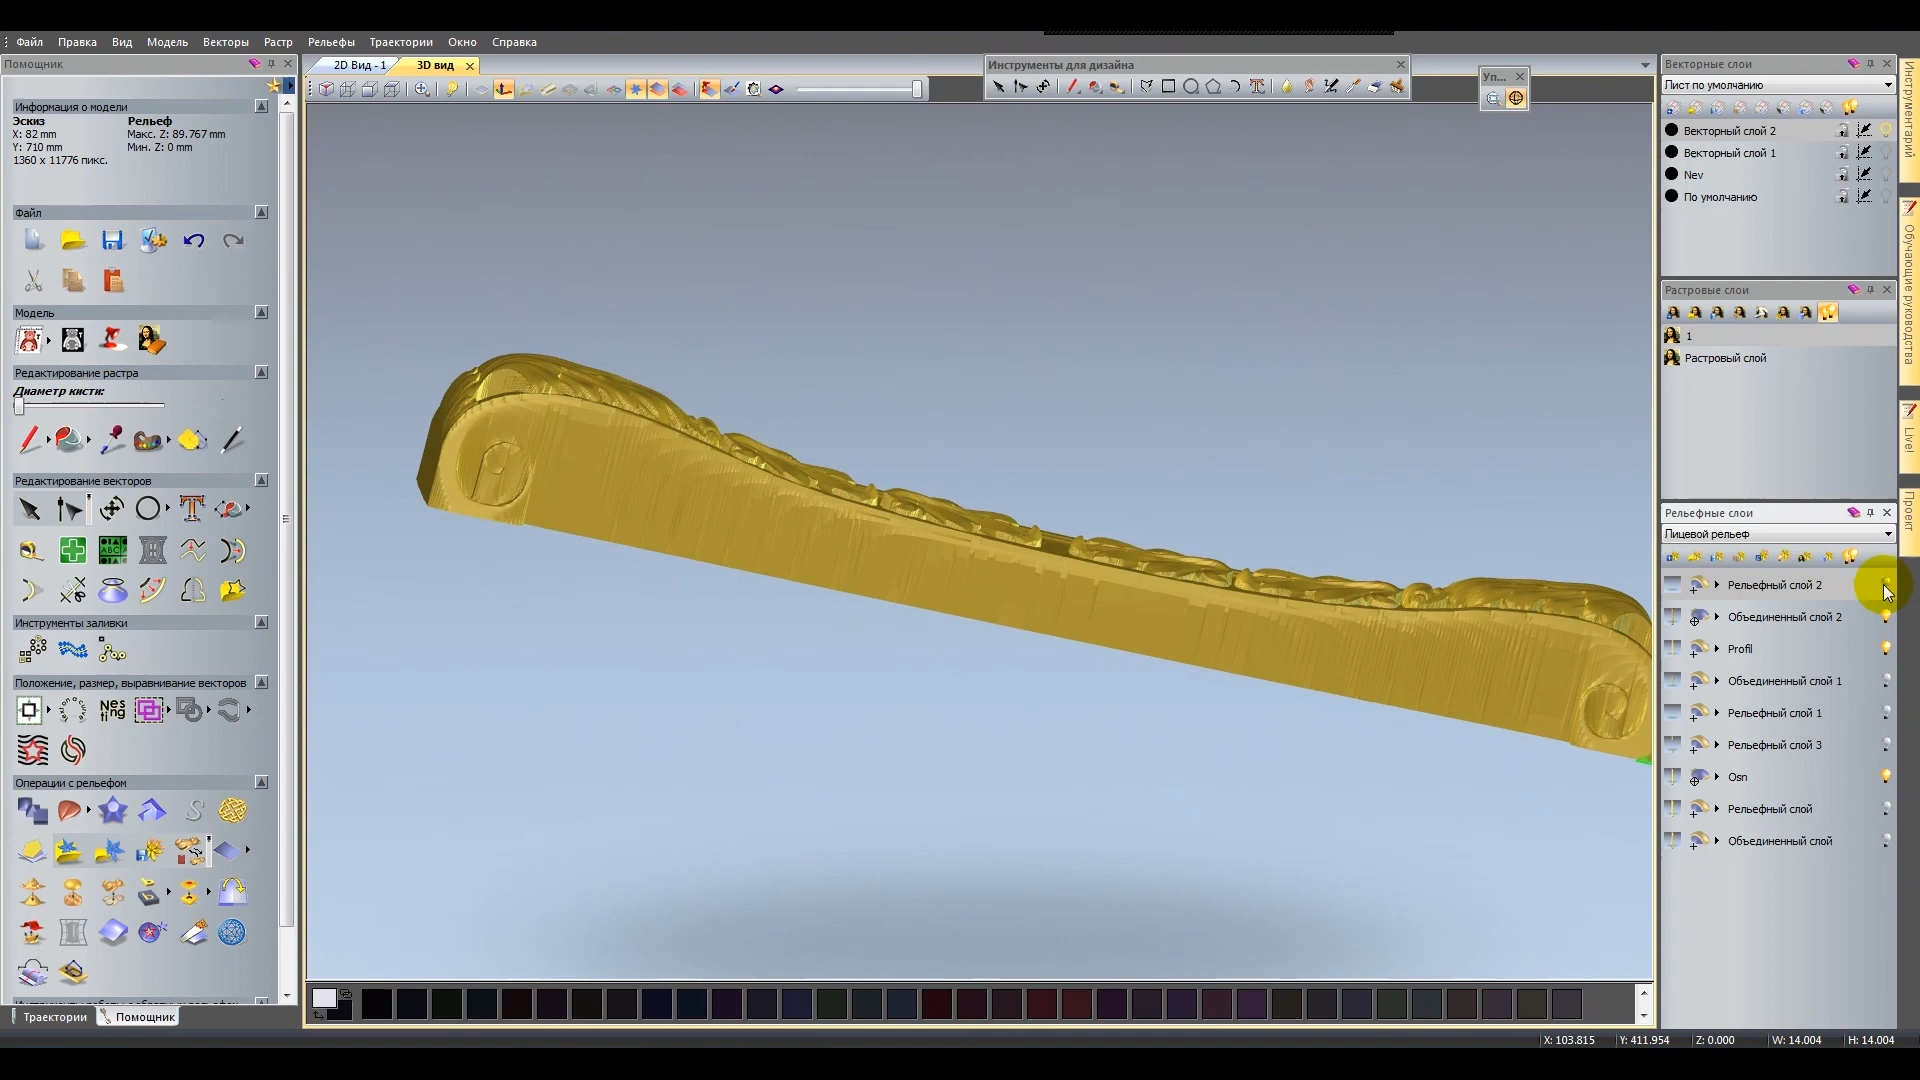 Файл Правка Вид Модель Векторы Растр Рельефы Траектории Окно Справка
Помощник
Информация о модели
Эскиз Рельеф
X: 82 mm Макс. Z: 89.767 mm
Y: 710 mm Мин. Z: 0 mm
1360 x 11776 пикс.
Файл
Модель
Редактирование растра
Диаметр кисти:
Редактирование векторов
Инструменты заливки
Положение, размер, выравнивание векторов
Операции с рельефом
Траектории Помощник
2D Вид - 1 3D вид
Инструменты для дизайна
Уп...
Векторные слои
Лист по умолчанию
Векторный слой 2
Векторный слой 1
Nev
По умолчанию
Растровые слои
1
Растровый слой
Рельефные слои
Лицевой рельеф
Рельефный слой 2
Объединенный слой 2
Profil
Объединенный слой 1
Рельефный слой 1
Рельефный слой 3
Osn
Рельефный слой
Объединенный слой
Инструментарий
Обучающие руководства
Live!
Проект
X: 103.815 Y: 411.954 Z: 0.000 W: 14.004 H: 14.004